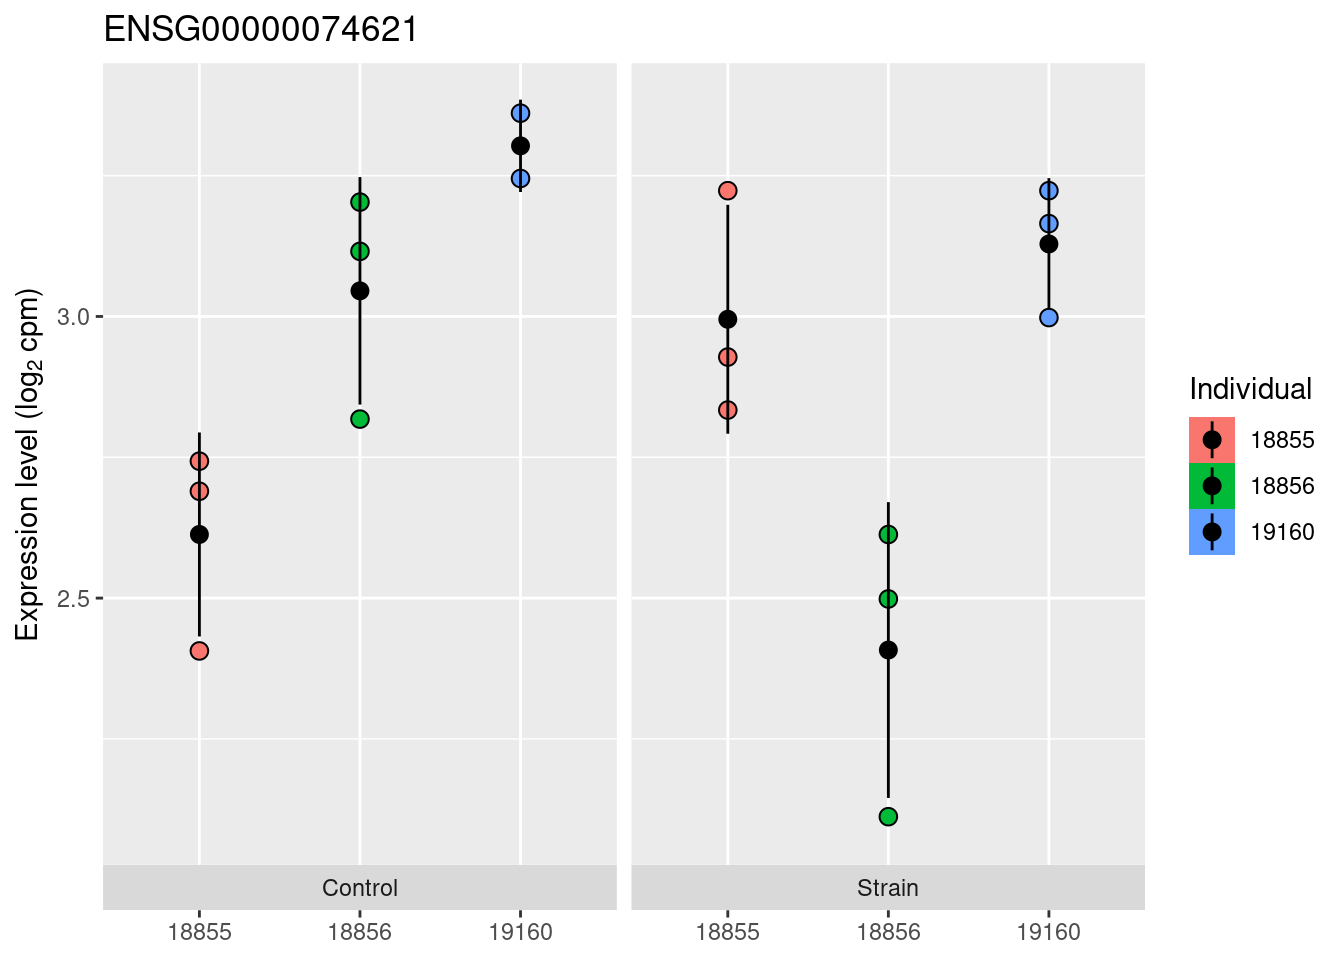 ENSG00000074621
Expression level (log₂ cpm)
3.0
2.5
Control
Strain
18855
18856
19160
18855
18856
19160
Individual
18855
18856
19160